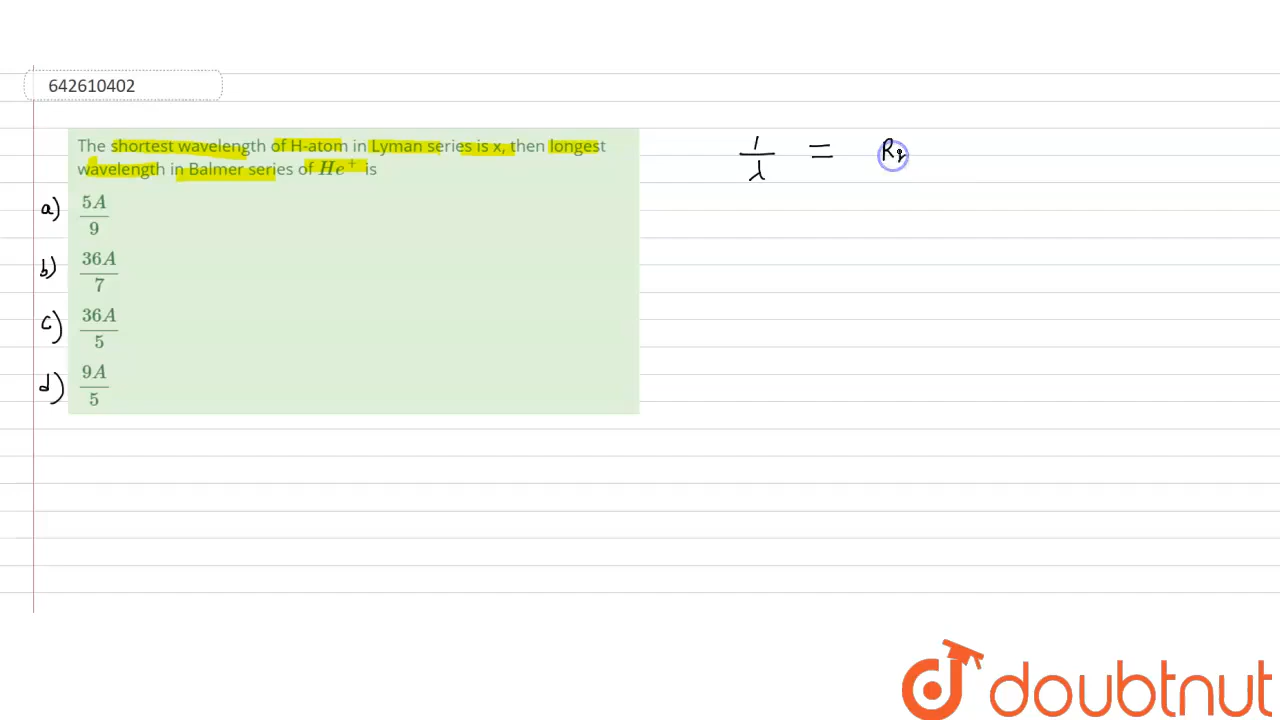 642610402
The shortest wavelength of H-atom in Lyman series is x, then longest
wavelength in Balmer series of He⁺ is
a) 5A/9
b) 36A/7
c) 36A/5
d) 9A/5
1/λ = R
doubtnut